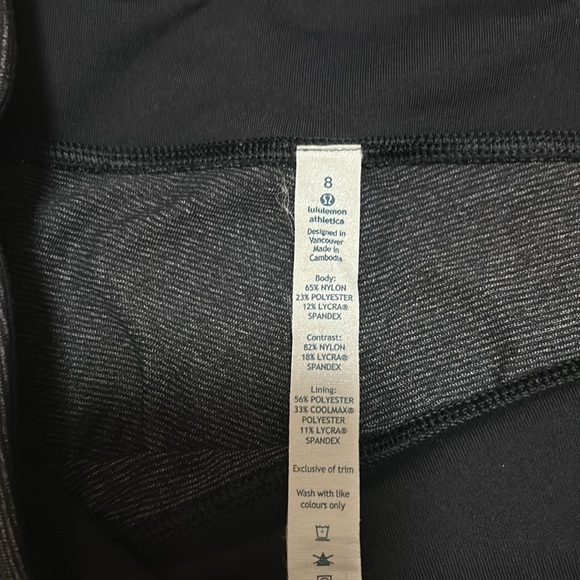 8
lululemon
athletica
Designed in
Vancouver
Made in
Cambodia
Body:
65% NYLON
23% POLYESTER
12% LYCRA®
SPANDEX
Contrast:
82% NYLON
18% LYCRA®
SPANDEX
Lining:
56% POLYESTER
33% COOLMAX®
POLYESTER
11% LYCRA®
SPANDEX
Exclusive of trim
Wash with like
colours only